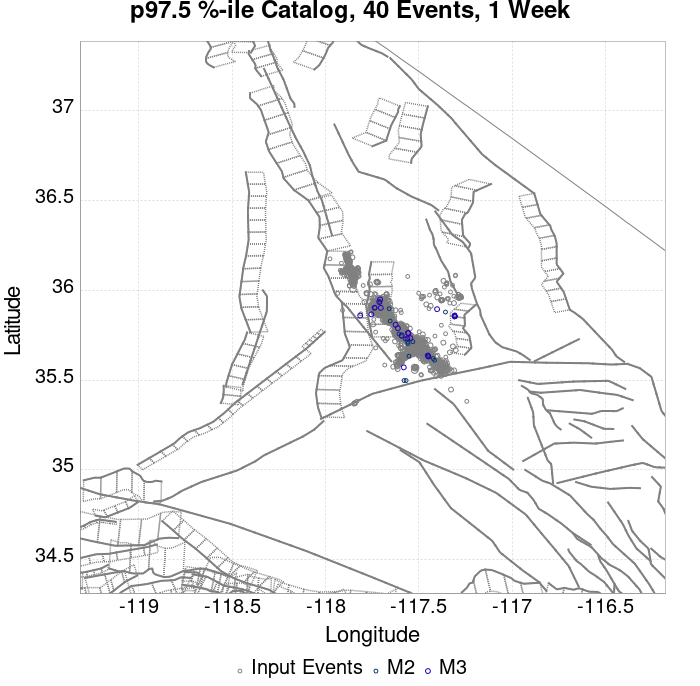 p97.5 %-ile Catalog, 40 Events, 1 Week
37
36.5
36
35.5
35
34.5
Latitude
-119
-118.5
-118
-117.5
-117
-116.5
Longitude
Input Events
M2
M3